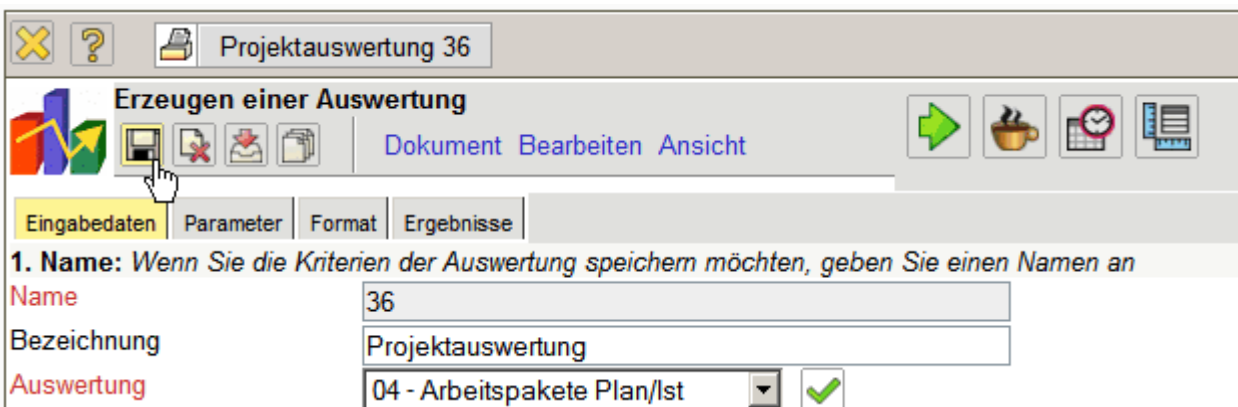 Projektauswertung 36
Erzeugen einer Auswertung
Dokument Bearbeiten Ansicht
Eingabedaten Parameter Format Ergebnisse
1. Name: Wenn Sie die Kriterien der Auswertung speichern möchten, geben Sie einen Namen an
Name 36
Bezeichnung Projektauswertung
Auswertung 04 - Arbeitspakete Plan/Ist